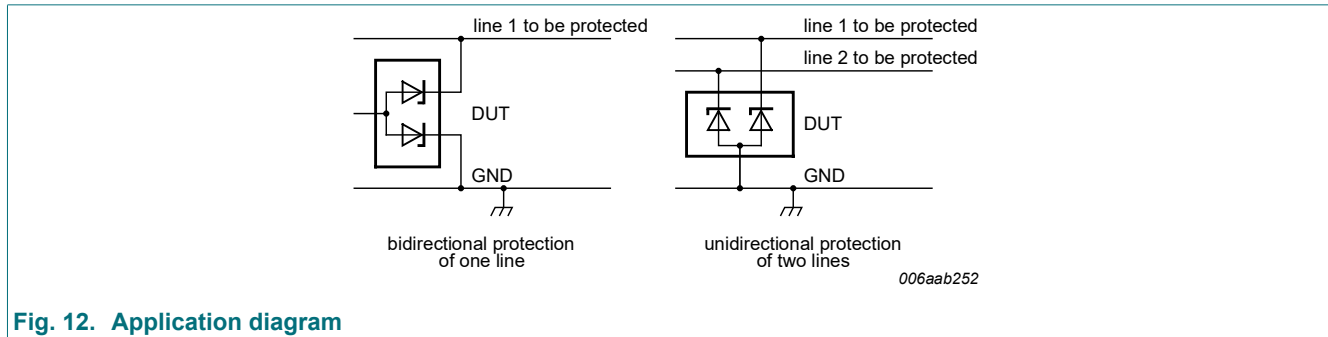 line 1 to be protected
DUT
GND
bidirectional protection
of one line
line 1 to be protected
line 2 to be protected
DUT
GND
unidirectional protection
of two lines
006aab252
Fig. 12. Application diagram